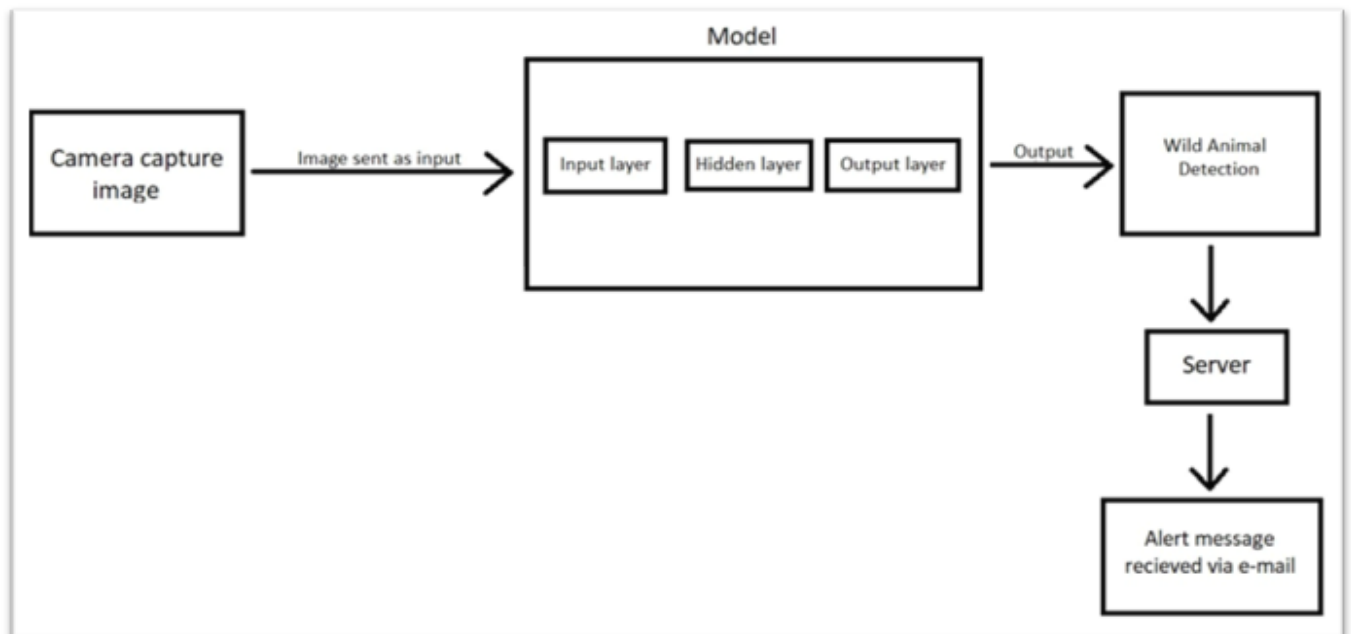 Model
Camera capture
image
Image sent as input
Input layer
Hidden layer
Output layer
Output
Wild Animal
Detection
Server
Alert message
recieved via e-mail